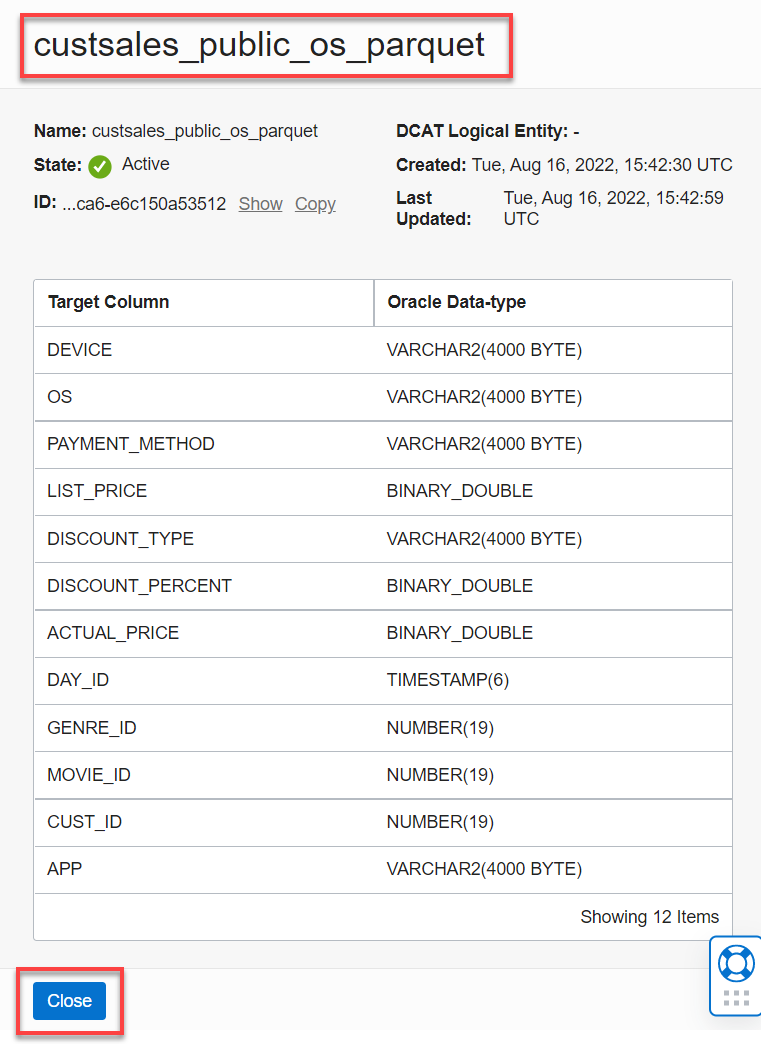 custsales_public_os_parquet
Name: custsales_public_os_parquet
DCAT Logical Entity: -
State: Active
Created: Tue, Aug 16, 2022, 15:42:30 UTC
ID: ...ca6-e6c150a53512 Show Copy
Last Updated: Tue, Aug 16, 2022, 15:42:59 UTC
Target Column Oracle Data-type
DEVICE VARCHAR2(4000 BYTE)
OS VARCHAR2(4000 BYTE)
PAYMENT_METHOD VARCHAR2(4000 BYTE)
LIST_PRICE BINARY_DOUBLE
DISCOUNT_TYPE VARCHAR2(4000 BYTE)
DISCOUNT_PERCENT BINARY_DOUBLE
ACTUAL_PRICE BINARY_DOUBLE
DAY_ID TIMESTAMP(6)
GENRE_ID NUMBER(19)
MOVIE_ID NUMBER(19)
CUST_ID NUMBER(19)
APP VARCHAR2(4000 BYTE)
Showing 12 Items
Close